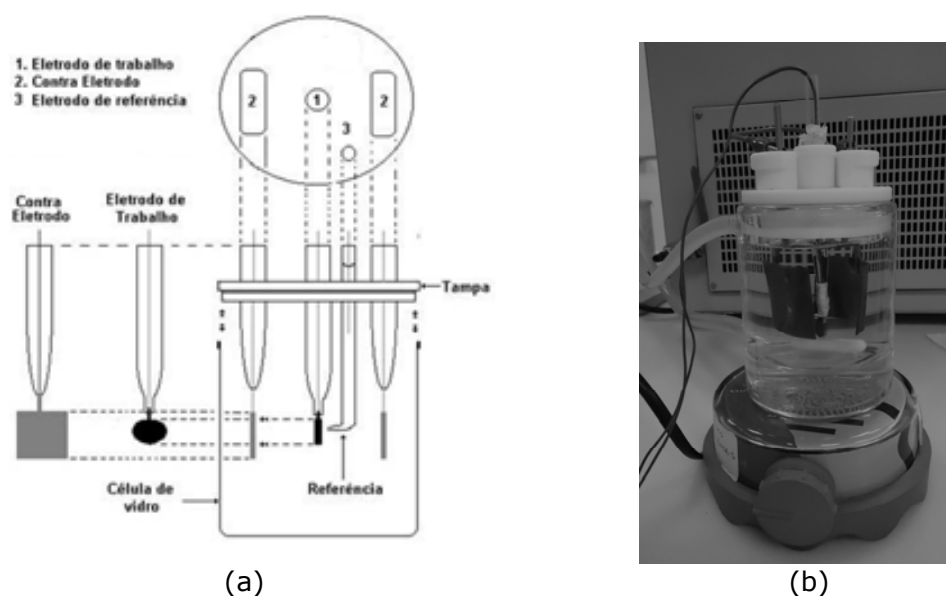 1. Eletrodo de trabalho
2. Contra Eletrodo
3 Eletrodo de referência
2
1
2
3
Contra
Eletrodo
Eletrodo de
Trabalho
Tampa
Célula de
vidro
Referência
(a)
(b)